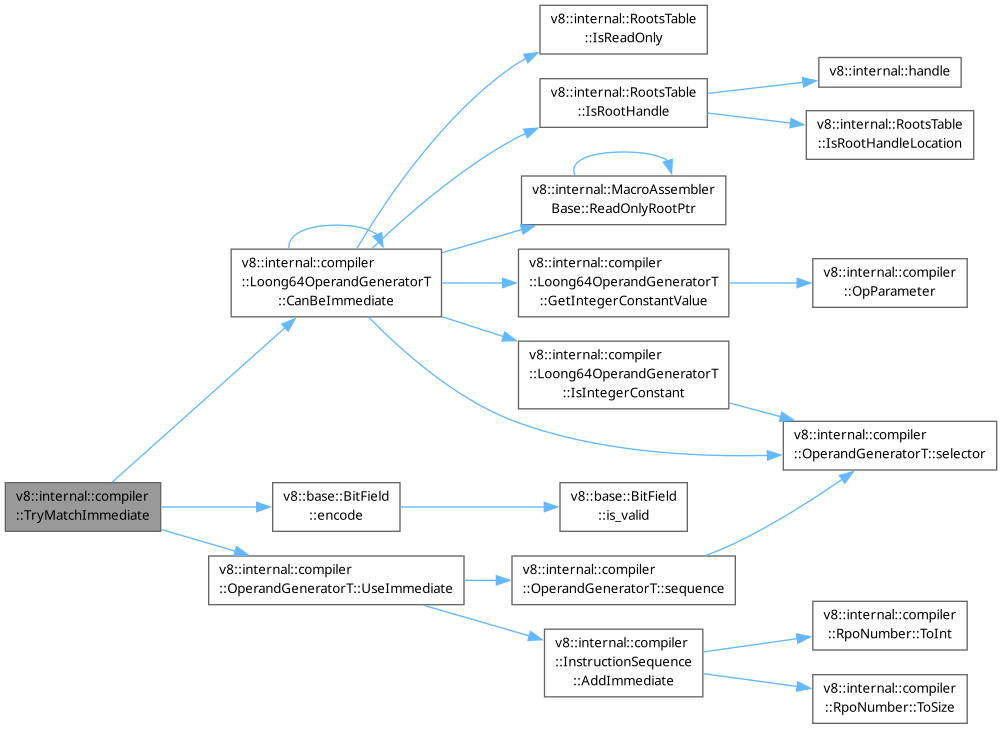 v8::internal::RootsTable
::IsReadOnly
v8::internal::RootsTable
::IsRootHandle
v8::internal::handle
v8::internal::RootsTable
::IsRootHandleLocation
v8::internal::MacroAssembler
Base::ReadOnlyRootPtr
v8::internal::compiler
::Loong64OperandGeneratorT
::CanBeImmediate
v8::internal::compiler
::Loong64OperandGeneratorT
::GetIntegerConstantValue
v8::internal::compiler
::OpParameter
v8::internal::compiler
::Loong64OperandGeneratorT
::IsIntegerConstant
v8::internal::compiler
::OperandGeneratorT::selector
v8::internal::compiler
::TryMatchImmediate
v8::base::BitField
::encode
v8::base::BitField
::is_valid
v8::internal::compiler
::OperandGeneratorT::UseImmediate
v8::internal::compiler
::OperandGeneratorT::sequence
v8::internal::compiler
::InstructionSequence
::AddImmediate
v8::internal::compiler
::RpoNumber::ToInt
v8::internal::compiler
::RpoNumber::ToSize